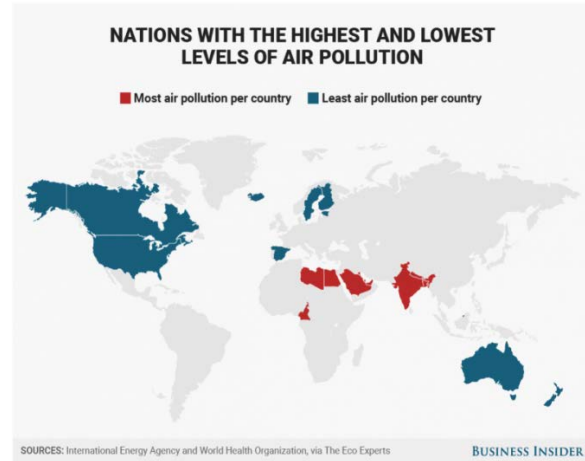 NATIONS WITH THE HIGHEST AND LOWEST
LEVELS OF AIR POLLUTION
Most air pollution per country Least air pollution per country
SOURCES: International Energy Agency and World Health Organization, via The Eco Experts BUSINESS INSIDER